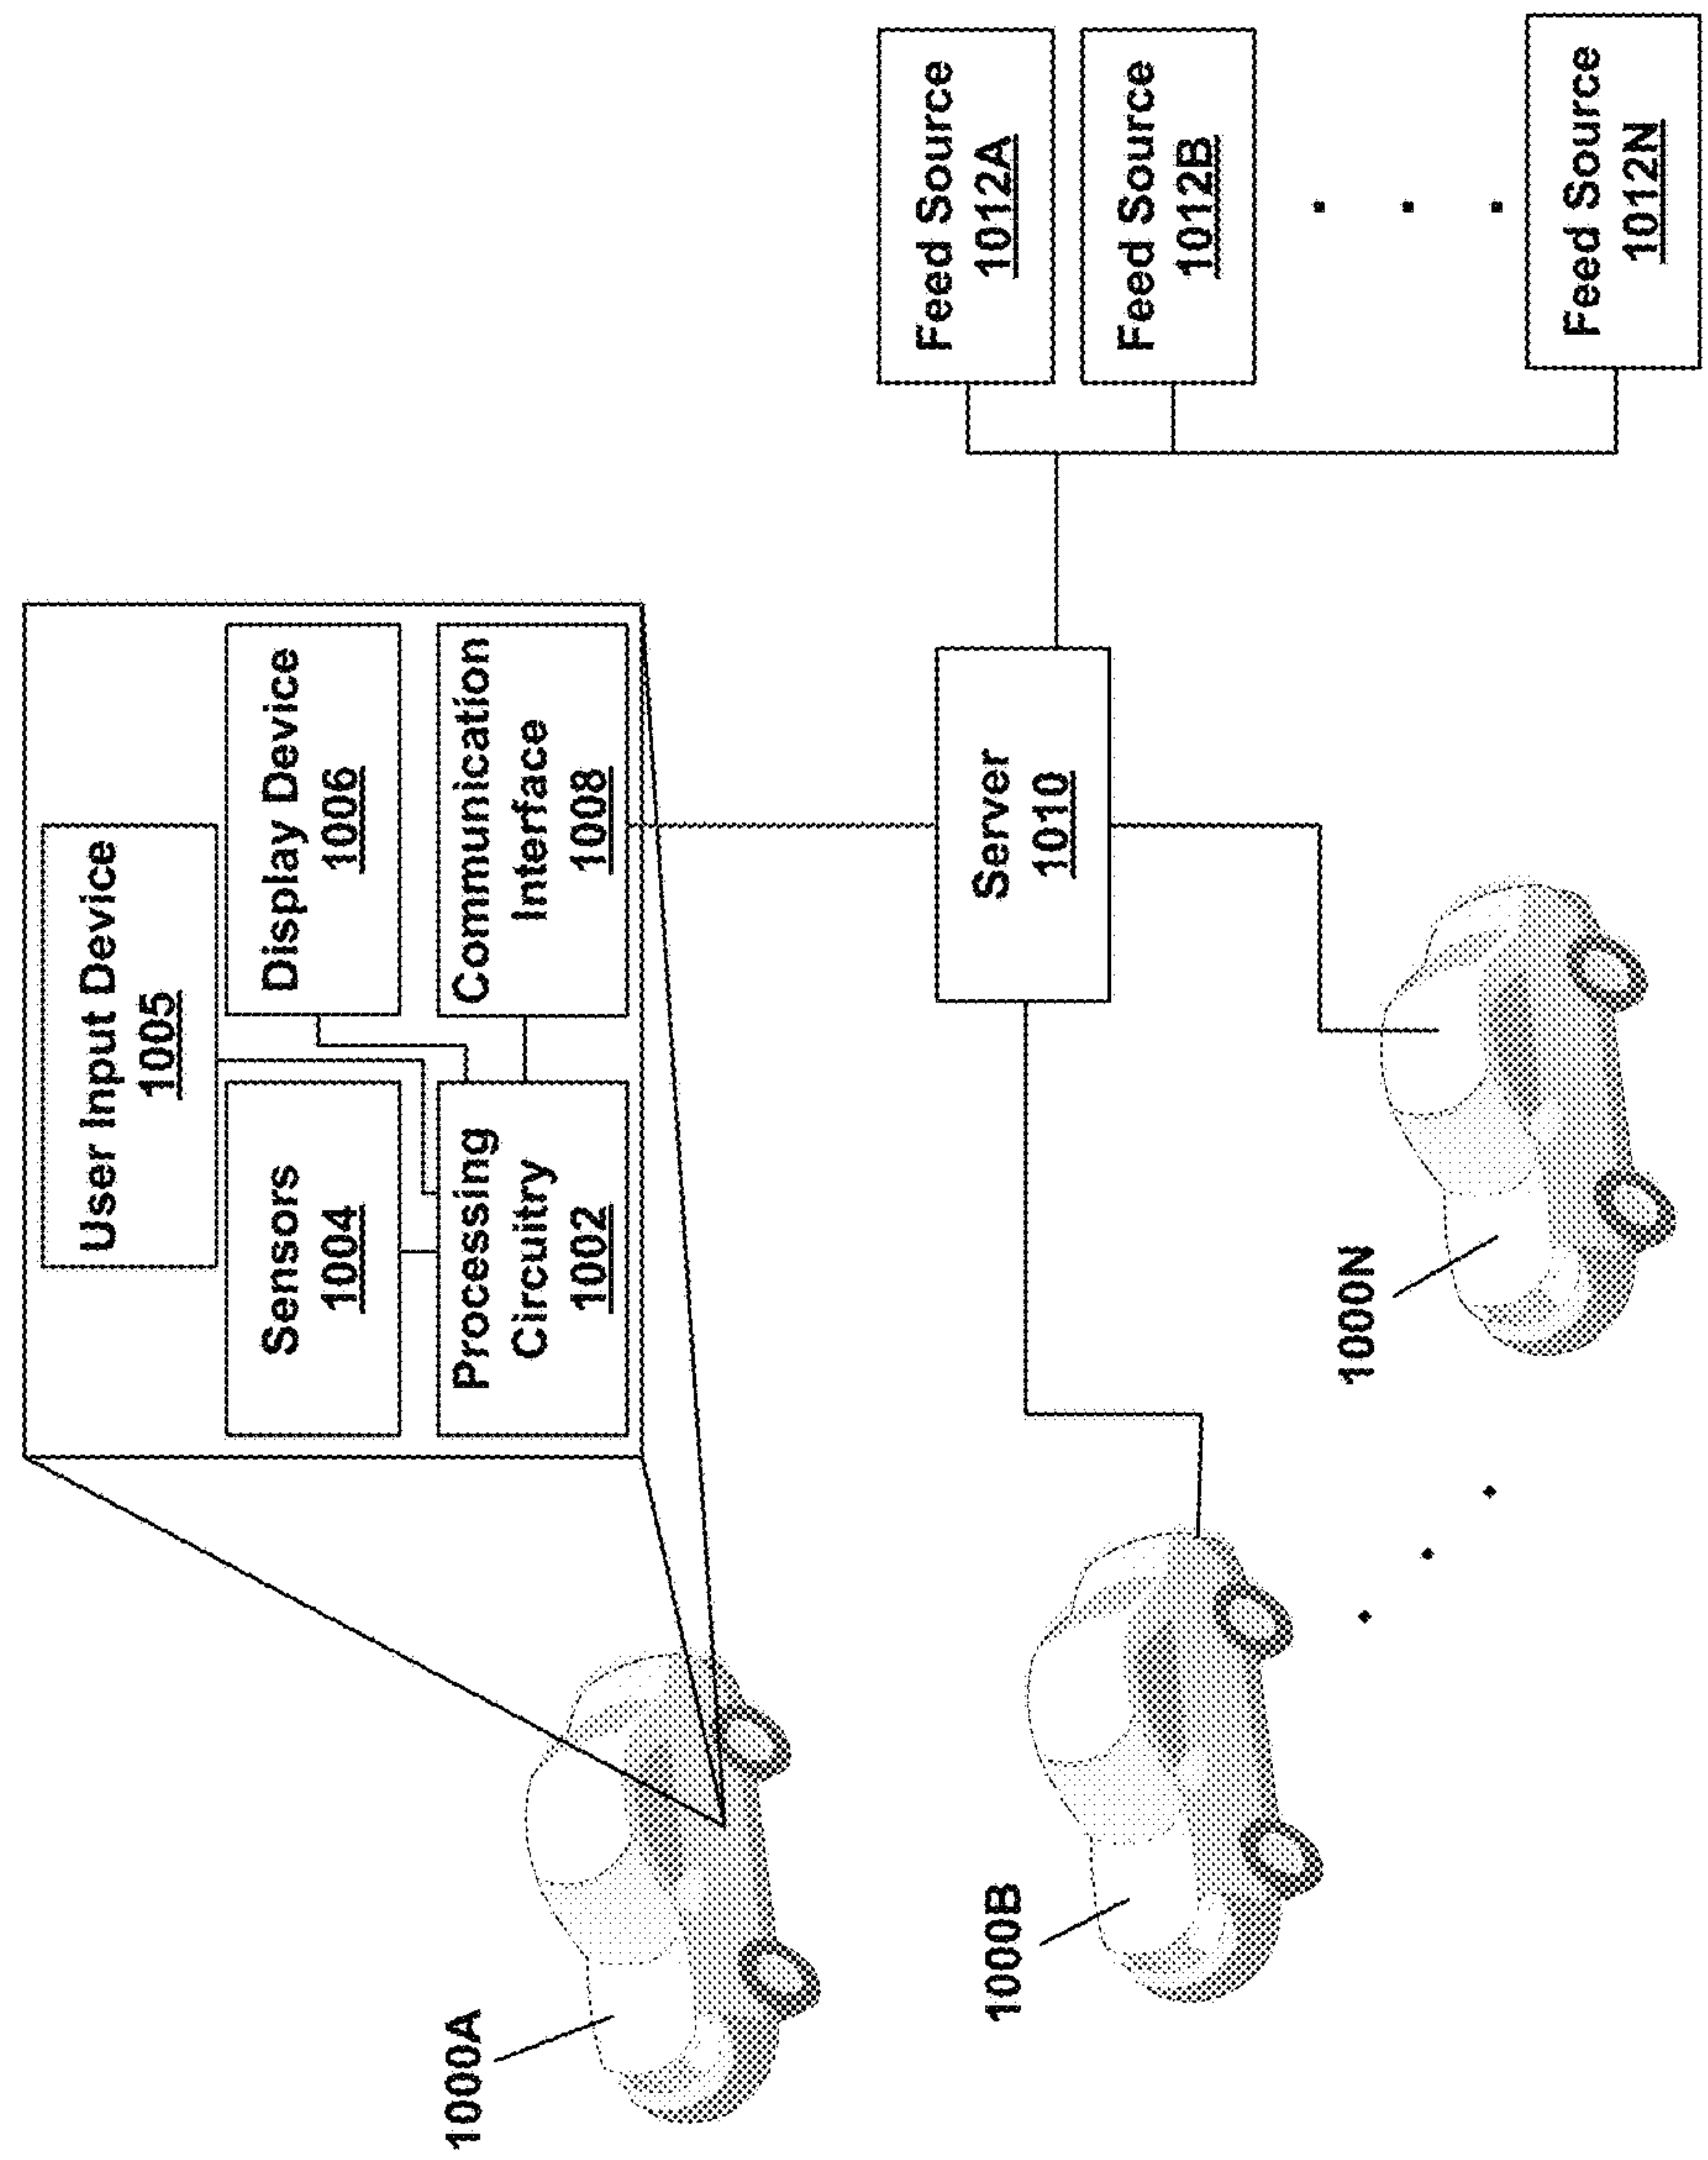 User Input Device
1005
Sensors
1004
Display Device
1006
Processing
Circuitry
1002
Communication
Interface
1008
1000A
Server
1010
Feed Source
1012A
Feed Source
1012B
Feed Source
1012N
1000B
1000N